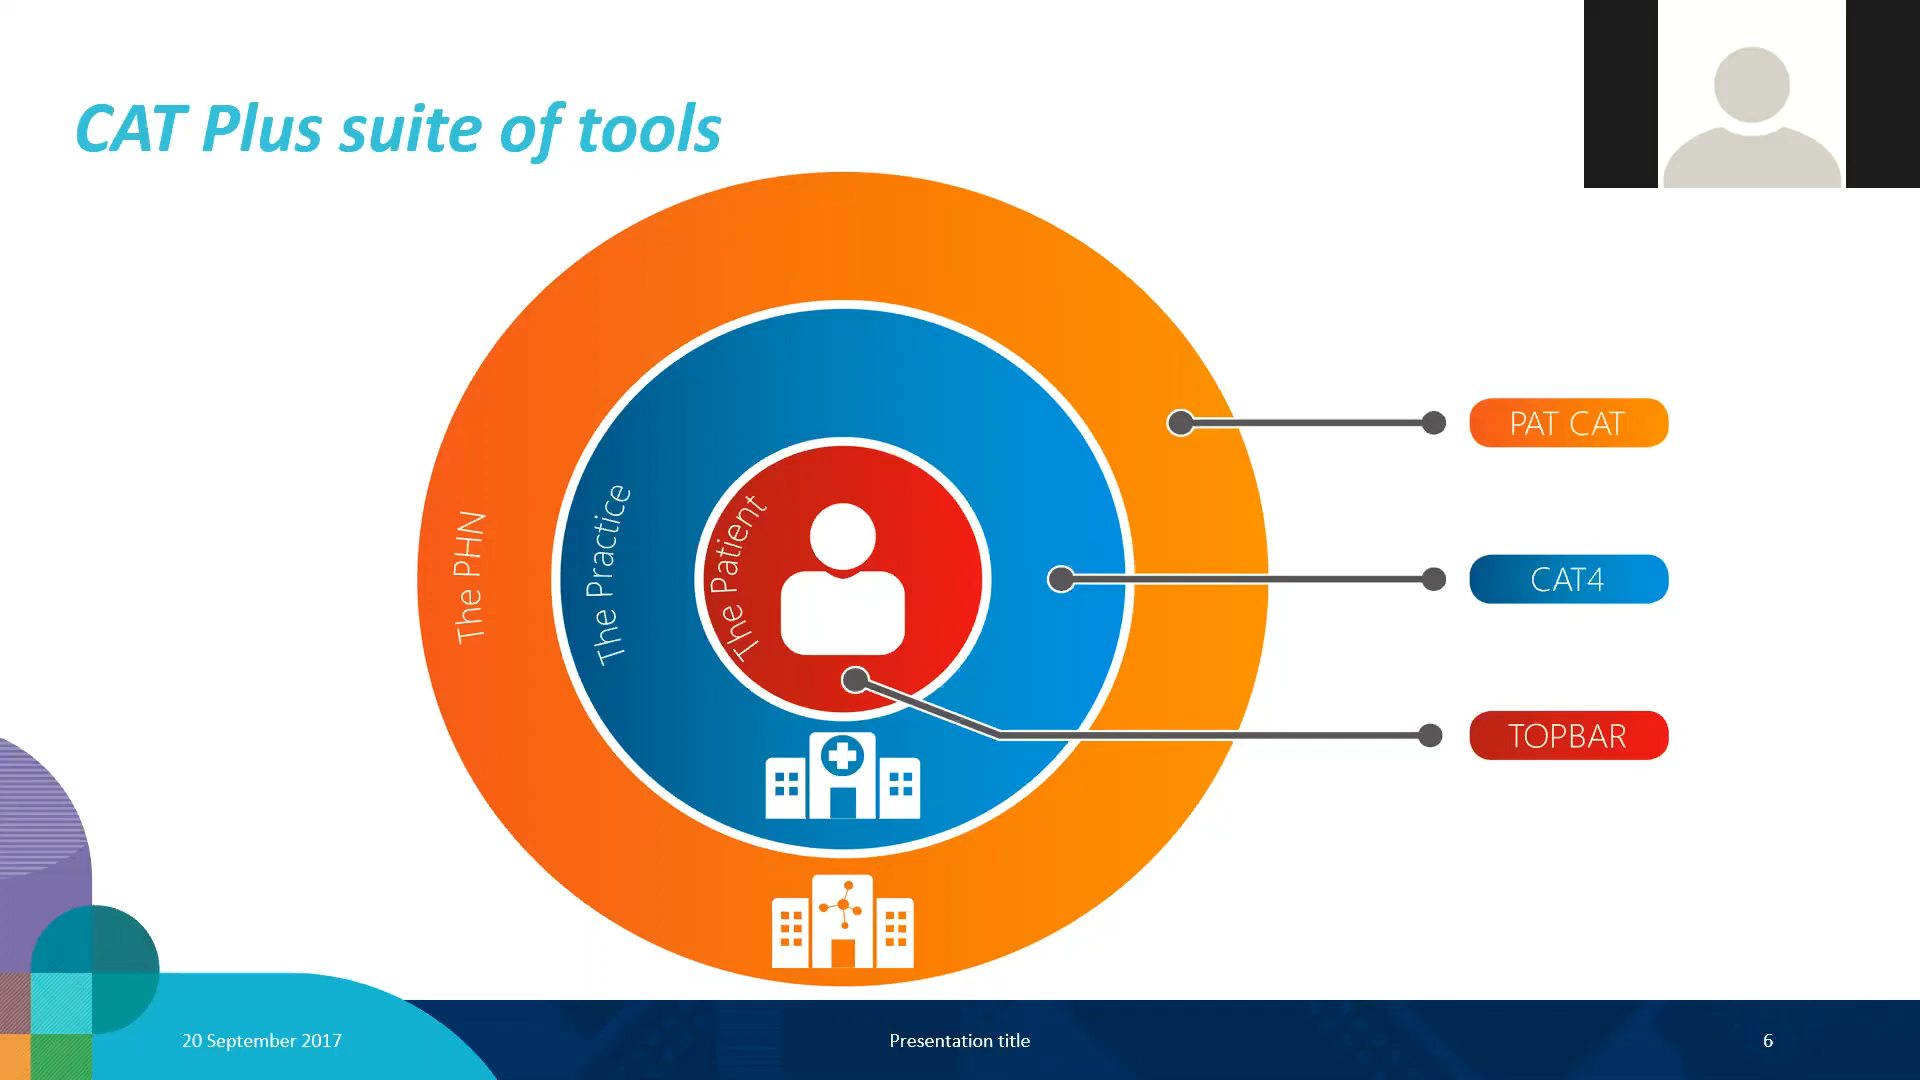 CAT Plus suite of tools
The PHN
The Practice
The Patient
PAT CAT
CAT4
TOPBAR
20 September 2017
Presentation title
6